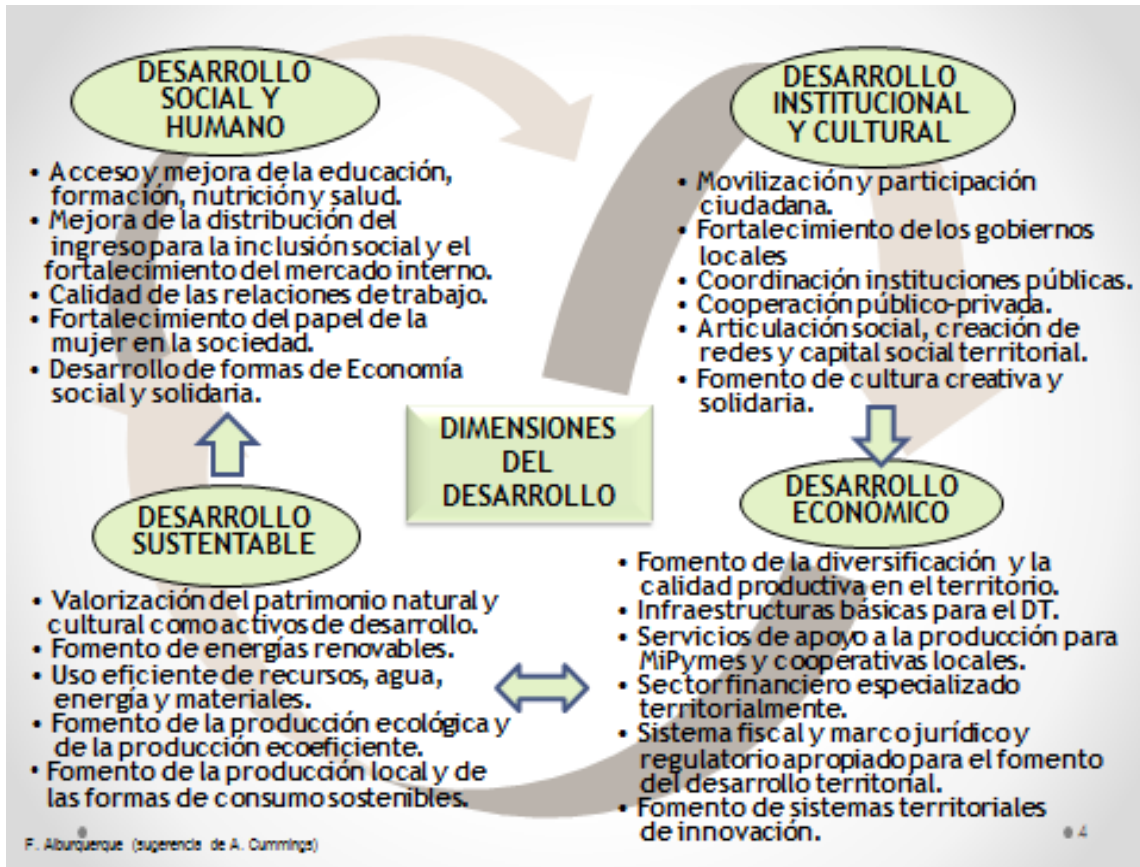 DESARROLLO
SOCIAL Y
HUMANO
• Acceso y mejora de la educación,
formación, nutrición y salud.
• Mejora de la distribución del
ingreso para la inclusión social y el
fortalecimiento del mercado interno.
• Calidad de las relaciones de trabajo.
• Fortalecimiento del papel de la
mujer en la sociedad.
• Desarrollo de formas de Economía
social y solidaria.
DESARROLLO
INSTITUCIONAL
Y CULTURAL
• Movilización y participación
ciudadana.
• Fortalecimiento de los gobiernos
locales
• Coordinación instituciones públicas.
• Cooperación público-privada.
• Articulación social, creación de
redes y capital social territorial.
• Fomento de cultura creativa y
solidaria.
DIMENSIONES
DEL
DESARROLLO
DESARROLLO
SUSTENTABLE
• Valorización del patrimonio natural y
cultural como activos de desarrollo.
• Fomento de energías renovables.
• Uso eficiente de recursos, agua,
energía y materiales.
• Fomento de la producción ecológica y
de la producción ecoeficiente.
• Fomento de la producción local y de
las formas de consumo sostenibles.
DESARROLLO
ECONÓMICO
• Fomento de la diversificación y la
calidad productiva en el territorio.
• Infraestructuras básicas para el DT.
• Servicios de apoyo a la producción para
MiPymes y cooperativas locales.
• Sector financiero especializado
territorialmente.
• Sistema fiscal y marco jurídico y
regulatorio apropiado para el fomento
del desarrollo territorial.
• Fomento de sistemas territoriales
de innovación.
F. Alburquerque (sugerencia de A. Cummings)
4